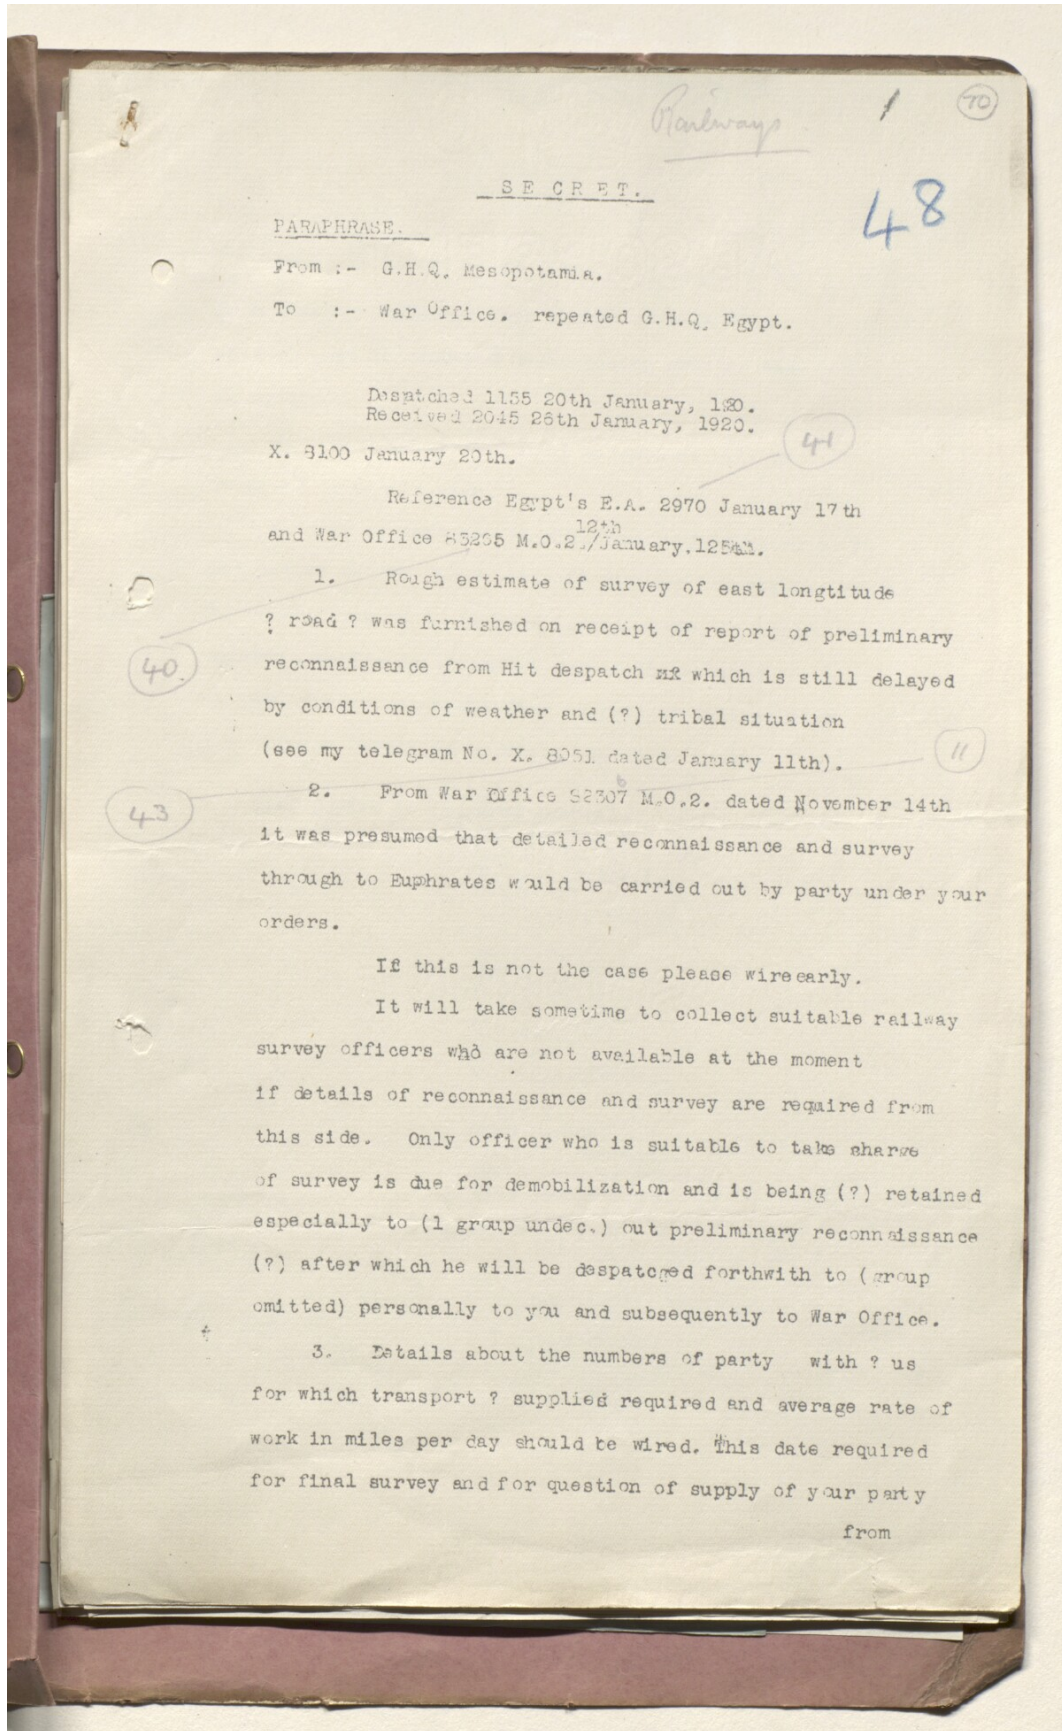 Railways
1
70
48
SECRET.
PARAPHRASE.
From :- G.H.Q. Mesopotamia.
To :- War Office. repeated G.H.Q. Egypt.
Despatched 1155 20th January, 1920.
Received 2045 26th January, 1920.
41
X. 8100 January 20th.
Reference Egypt's E.A. 2970 January 17th
12th
and War Office 83265 M.O.2./January.
1. Rough estimate of survey of east longtitude
? road ? was furnished on receipt of report of preliminary
40.
reconnaissance from Hit despatch which is still delayed
by conditions of weather and (?) tribal situation
(see my telegram No. X. 8051 dated January 11th).
11
43
2. From War Office 82307 6 M.O.2. dated November 14th
it was presumed that detailed reconnaissance and survey
through to Euphrates would be carried out by party under your
orders.
If this is not the case please wire early.
It will take sometime to collect suitable railway
survey officers who are not available at the moment
if details of reconnaissance and survey are required from
this side. Only officer who is suitable to take sharge
of survey is due for demobilization and is being (?) retained
especially to (1 group undec.) out preliminary reconnaissance
(?) after which he will be despatcged forthwith to (group
omitted) personally to you and subsequently to War Office.
3. Details about the numbers of party with ? us
for which transport ? supplied required and average rate of
work in miles per day should be wired. This date required
for final survey and for question of supply of your party
from